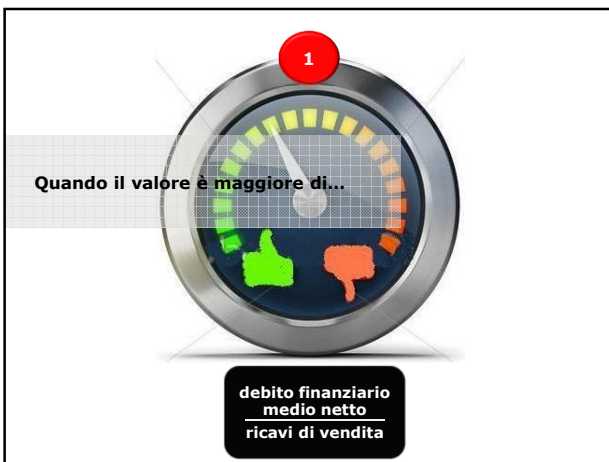 1
Quando il valore è maggiore di...
debito finanziario
medio netto
ricavi di vendita